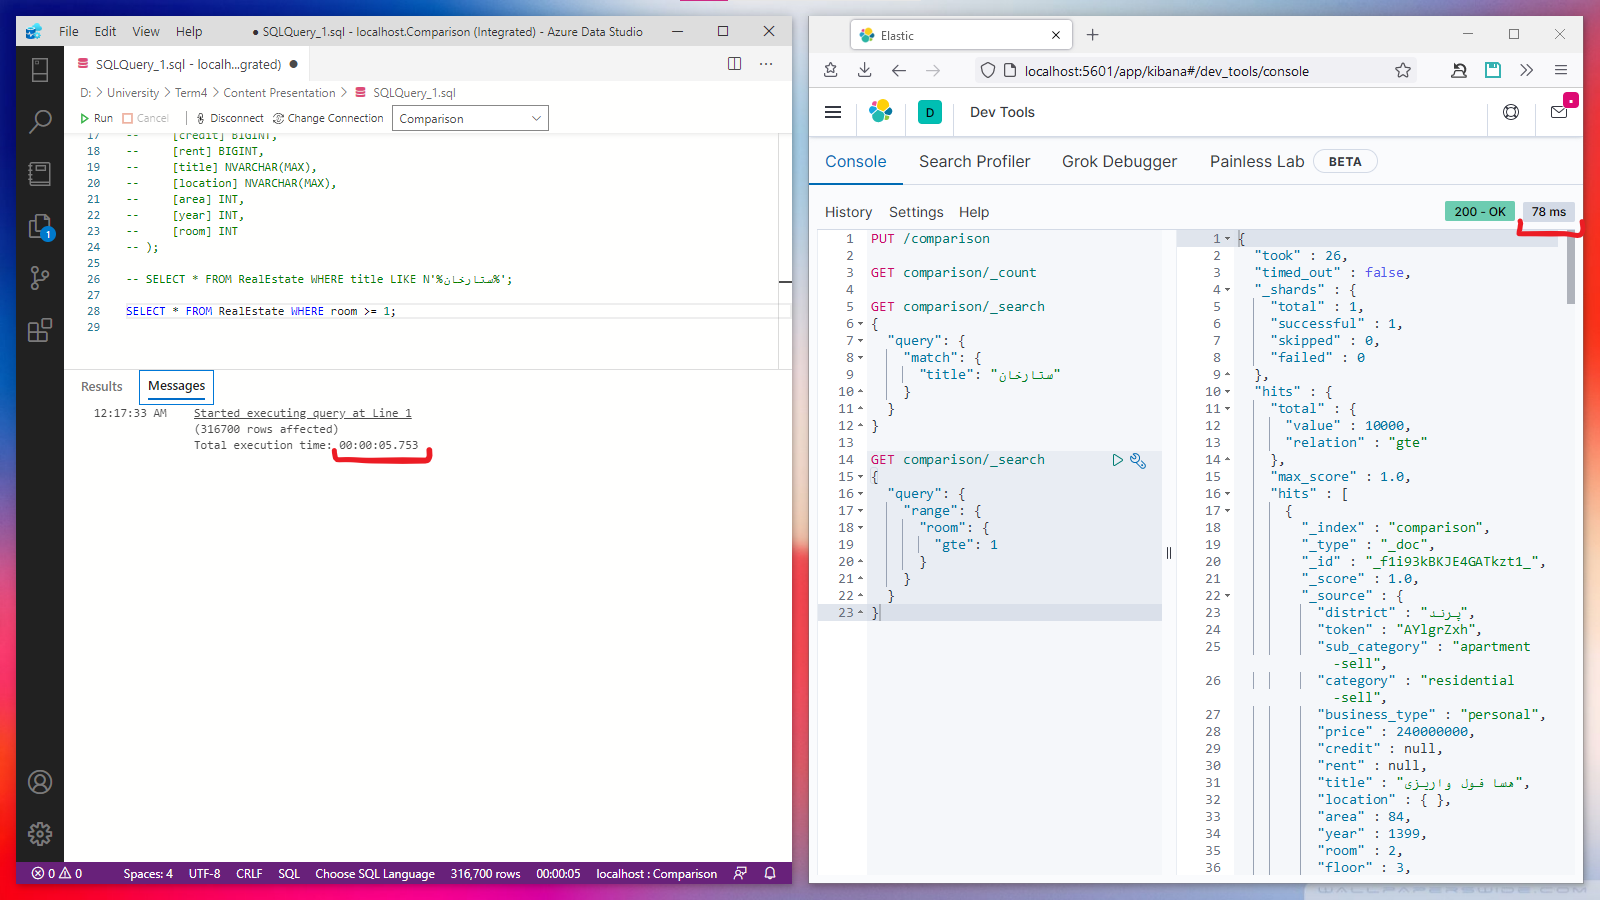 File Edit View Help
● SQLQuery_1.sql - localhost.Comparison (Integrated) - Azure Data Studio
SQLQuery_1.sql - localh...grated) ●
D: > University > Term4 > Content Presentation > SQLQuery_1.sql
Run Cancel Disconnect Change Connection Comparison
17 -- [credit] BIGINT,
18 -- [rent] BIGINT,
19 -- [title] NVARCHAR(MAX),
20 -- [location] NVARCHAR(MAX),
21 -- [area] INT,
22 -- [year] INT,
23 -- [room] INT
24 -- );
25
26 -- SELECT * FROM RealEstate WHERE title LIKE N'%ستارخان%';
27
28 SELECT * FROM RealEstate WHERE room >= 1;
29
Results Messages
12:17:33 AM Started executing query at Line 1
(316700 rows affected)
Total execution time: 00:00:05.753
1
0 0 Spaces: 4 UTF-8 CRLF SQL Choose SQL Language 316,700 rows 00:00:05 localhost : Comparison
Elastic
localhost:5601/app/kibana#/dev_tools/console
D Dev Tools
Console Search Profiler Grok Debugger Painless Lab BETA
History Settings Help
200 - OK 78 ms
1 PUT /comparison
2
3 GET comparison/_count
4
5 GET comparison/_search
6 {
7 "query": {
8 "match": {
9 "title": "ستارخان"
10 }
11 }
12 }
13
14 GET comparison/_search
15 {
16 "query": {
17 "range": {
18 "room": {
19 "gte": 1
20 }
21 }
22 }
23 }
1 {
2 "took" : 26,
3 "timed_out" : false,
4 "_shards" : {
5 "total" : 1,
6 "successful" : 1,
7 "skipped" : 0,
8 "failed" : 0
9 },
10 "hits" : {
11 "total" : {
12 "value" : 10000,
13 "relation" : "gte"
14 },
15 "max_score" : 1.0,
16 "hits" : [
17 {
18 "_index" : "comparison",
19 "_type" : "_doc",
20 "_id" : "_f1i93kBKJE4GATkzt1_",
21 "_score" : 1.0,
22 "_source" : {
23 "district" : "پرند",
24 "token" : "AYlgrZxh",
25 "sub_category" : "apartment
-sell",
26 "category" : "residential
-sell",
27 "business_type" : "personal",
28 "price" : 240000000,
29 "credit" : null,
30 "rent" : null,
31 "title" : "هسا فول واریزی",
32 "location" : { },
33 "area" : 84,
34 "year" : 1399,
35 "room" : 2,
36 "floor" : 3,